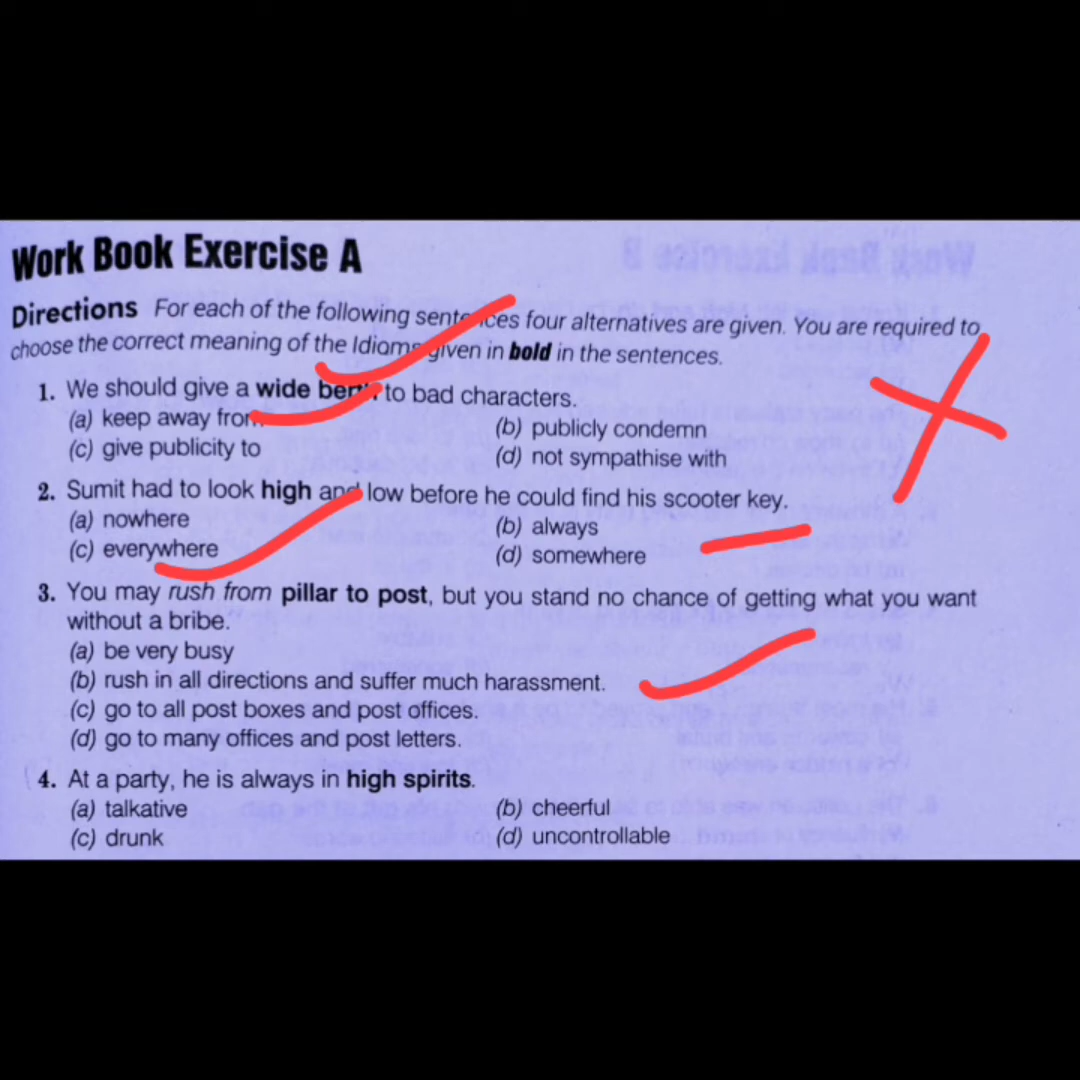 Work Book Exercise A
Directions For each of the following sentences four alternatives are given. You are required to
choose the correct meaning of the Idioms given in bold in the sentences.
1. We should give a wide berth to bad characters.
(a) keep away from (b) publicly condemn
(c) give publicity to (d) not sympathise with
2. Sumit had to look high and low before he could find his scooter key,
(a) nowhere (b) always
(c) everywhere (d) somewhere
3. You may rush from pillar to post, but you stand no chance of getting what you want
without a bribe.
(a) be very busy
(b) rush in all directions and suffer much harassment.
(c) go to all post boxes and post offices.
(d) go to many offices and post letters.
4. At a party, he is always in high spirits.
(a) talkative (b) cheerful
(c) drunk (d) uncontrollable